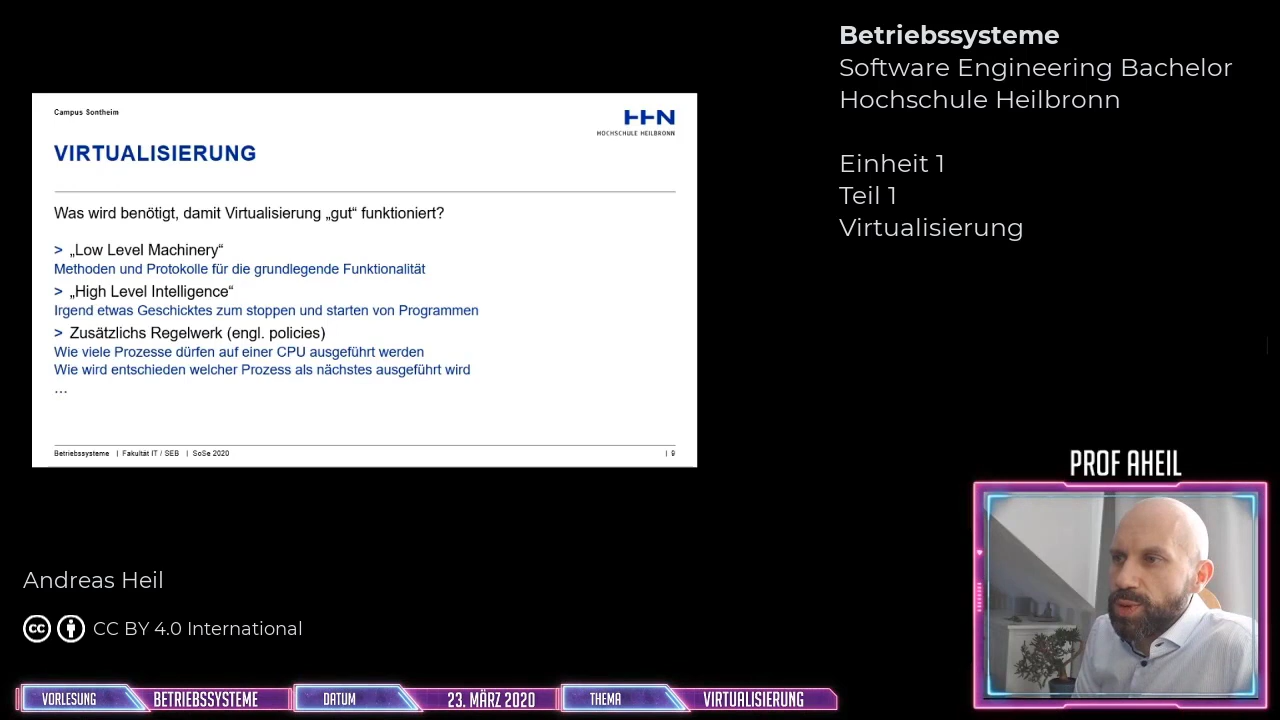 Betriebssysteme
Software Engineering Bachelor
Hochschule Heilbronn
Einheit 1
Teil 1
Virtualisierung
Campus Sontheim
HHN
HOCHSCHULE HEILBRONN
VIRTUALISIERUNG
Was wird benötigt, damit Virtualisierung „gut“ funktioniert?
> „Low Level Machinery“
Methoden und Protokolle für die grundlegende Funktionalität
> „High Level Intelligence“
Irgend etwas Geschicktes zum stoppen und starten von Programmen
> Zusätzlichs Regelwerk (engl. policies)
Wie viele Prozesse dürfen auf einer CPU ausgeführt werden
Wie wird entschieden welcher Prozess als nächstes ausgeführt wird
…
Betriebssysteme | Fakultät IT / SEB | SoSe 2020 | 9
PROF AHEIL
Andreas Heil
cc CC BY 4.0 International
VORLESUNG BETRIEBSSYSTEME DATUM 23. MÄRZ 2020 THEMA VIRTUALISIERUNG